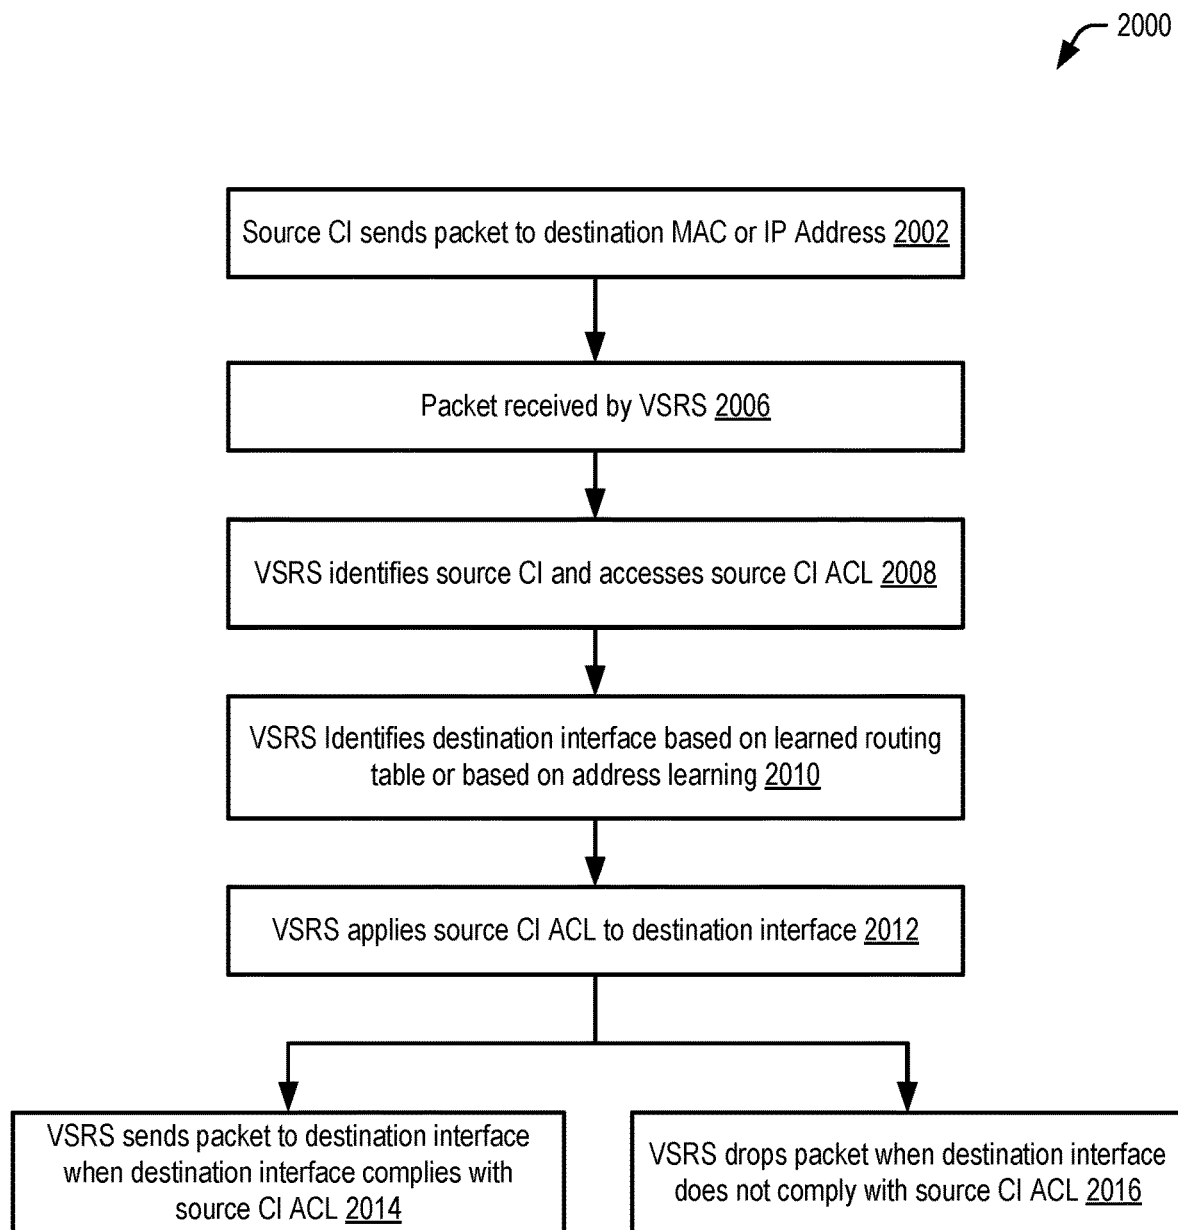 2000
Source CI sends packet to destination MAC or IP Address 2002
Packet received by VSRS 2006
VSRS identifies source CI and accesses source CI ACL 2008
VSRS Identifies destination interface based on learned routing
table or based on address learning 2010
VSRS applies source CI ACL to destination interface 2012
VSRS sends packet to destination interface
when destination interface complies with
source CI ACL 2014
VSRS drops packet when destination interface
does not comply with source CI ACL 2016